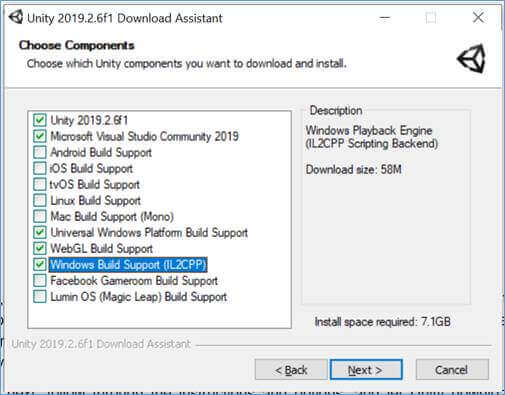 Unity 2019.2.6f1 Download Assistant
Choose Components
Choose which Unity components you want to download and install.
Unity 2019.2.6f1
Microsoft Visual Studio Community 2019
Android Build Support
iOS Build Support
tvOS Build Support
Linux Build Support
Mac Build Support (Mono)
Universal Windows Platform Build Support
WebGL Build Support
Windows Build Support (IL2CPP)
Facebook Gameroom Build Support
Lumin OS (Magic Leap) Build Support
Description
Windows Playback Engine
(IL2CPP Scripting Backend)
Download size: 58M
Install space required: 7.1GB
Unity 2019.2.6f1 Download Assistant
< Back
Next >
Cancel